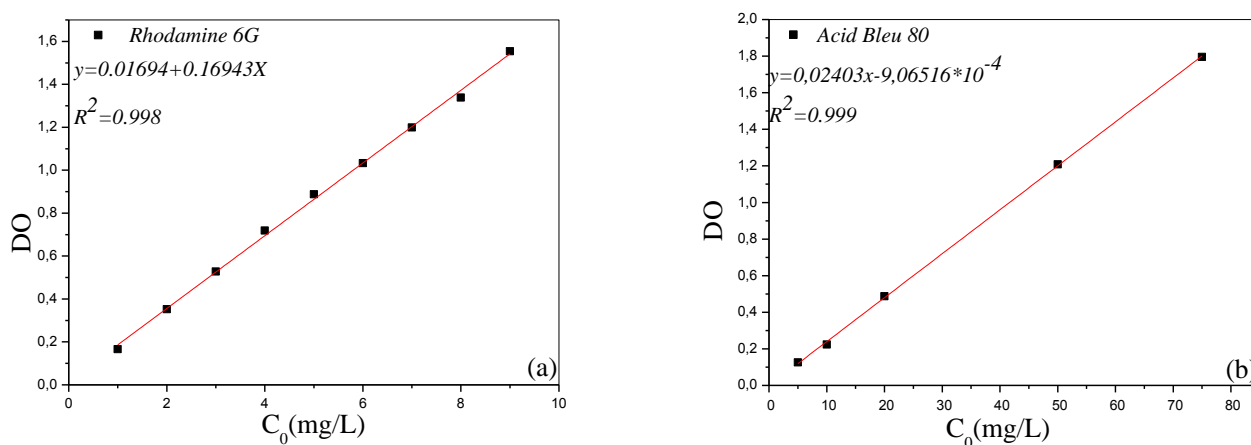 Rhodamine 6G
y=0.01694+0.16943X
R^2=0.998
1,6
1,4
1,2
1,0
0,8
0,6
0,4
0,2
0,0
DO
0 2 4 6 8 10
C_0(mg/L)
(a)
Acid Bleu 80
y=0,02403x-9,06516*10^-4
R^2=0.999
2,0
1,8
1,6
1,4
1,2
1,0
0,8
0,6
0,4
0,2
0,0
DO
0 10 20 30 40 50 60 70 80
C_0(mg/L)
(b)